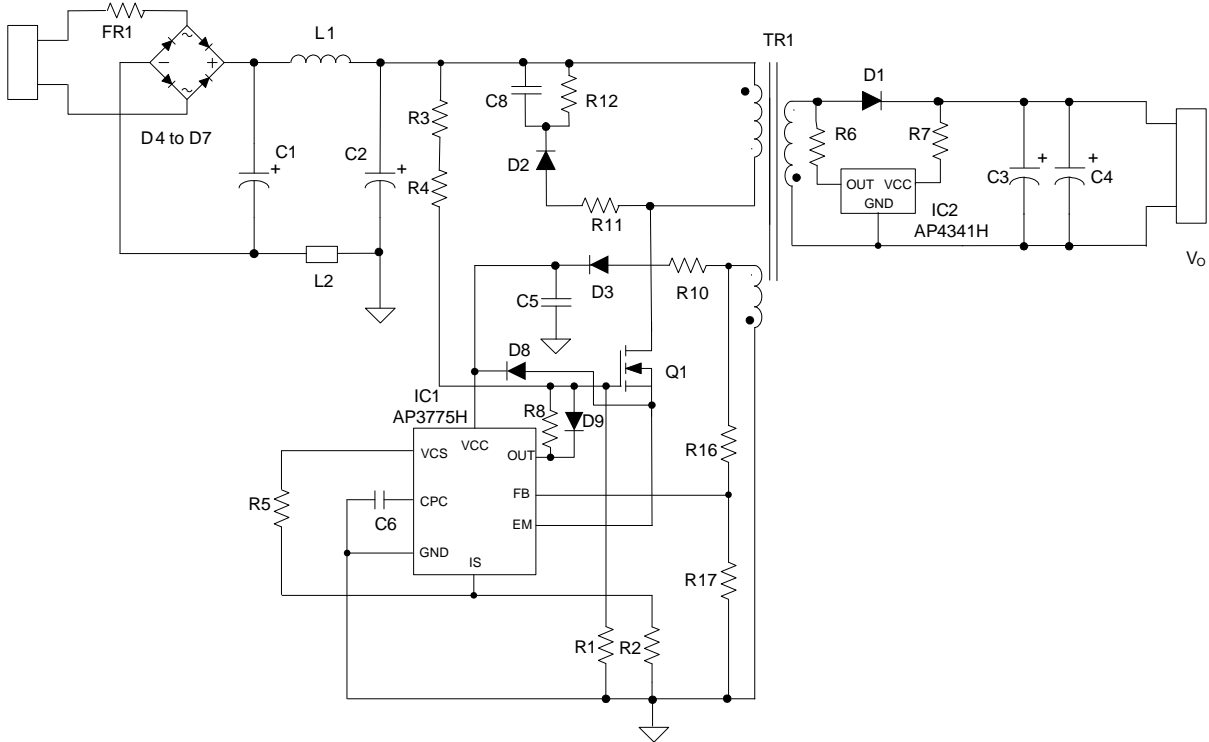 FR1
L1
TR1
~
− +
~
D4 to D7
C1
+
C2
+
L2
R3
R4
C8
R12
D2
R11
D1
R6
R7
OUT VCC
GND
IC2
AP4341H
C3
+
C4
+
VO
C5
D3
R10
D8
Q1
IC1
AP3775H
R8
D9
VCC
VCS
OUT
CPC
FB
GND
EM
IS
R5
C6
R16
R17
R1
R2